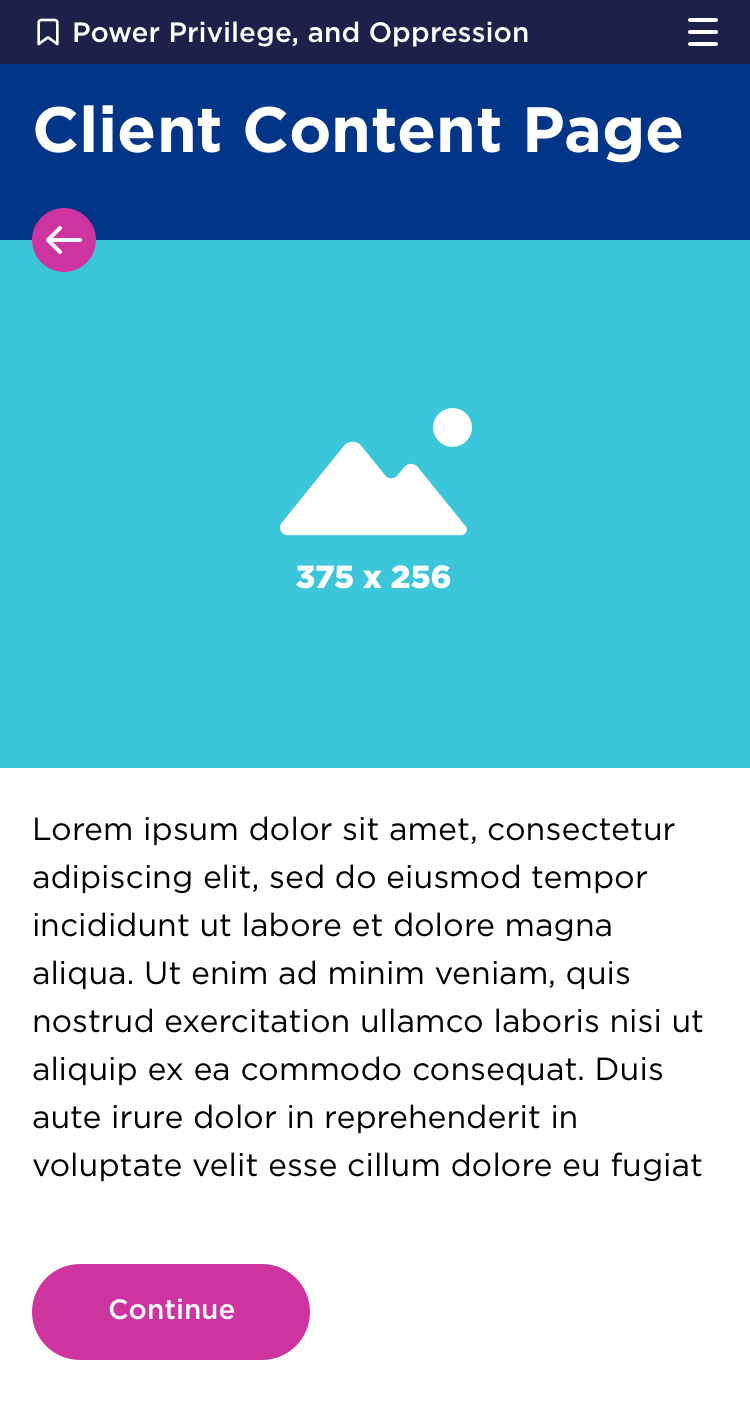 Power Privilege, and Oppression
Client Content Page
375 x 256
Lorem ipsum dolor sit amet, consectetur
adipiscing elit, sed do eiusmod tempor
incididunt ut labore et dolore magna
aliqua. Ut enim ad minim veniam, quis
nostrud exercitation ullamco laboris nisi ut
aliquip ex ea commodo consequat. Duis
aute irure dolor in reprehenderit in
voluptate velit esse cillum dolore eu fugiat
Continue